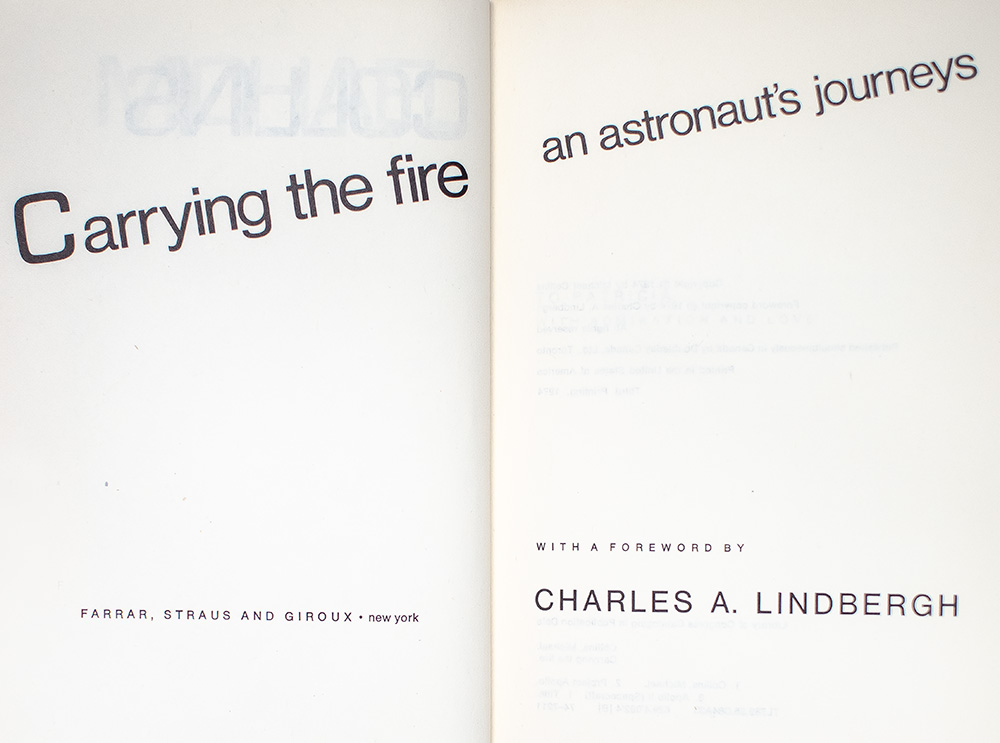 Carrying the fire
FARRAR, STRAUS AND GIROUX • new york
an astronaut's journeys
WITH A FOREWORD BY
CHARLES A. LINDBERGH